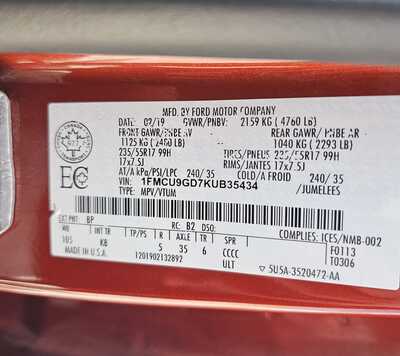 MFD. BY FORD MOTOR COMPANY
DATE: 02/19 GVWR/PNBV: 2159 KG ( 4760 LB)
FRONT GAWR/PNBE AV REAR GAWR/ PNBE AR
1125 KG ( 2480 LB) 1040 KG ( 2293 LB)
235/55R17 99H TIRES/PNEUS 235/55R17 99H
17x7.5J RIMS/JANTES 17x7.5J
AT/A kPa/PSI/LPC 240/ 35 COLD/A FROID 240/ 35
VIN: 1FMCU9GD7KUB35434 /JUMELEES
TYPE: MPV/VTUM
EC
EXT PNT: BP RC: B2 DSO: COMPLIES: ICES/NMB-002
WB INT TR TP/PS R AXLE TR SPR F0113
105 KB 5 35 6 CCCC T0306
MADE IN U.S.A. ULT
1201902132892 5U5A-3520472-AA